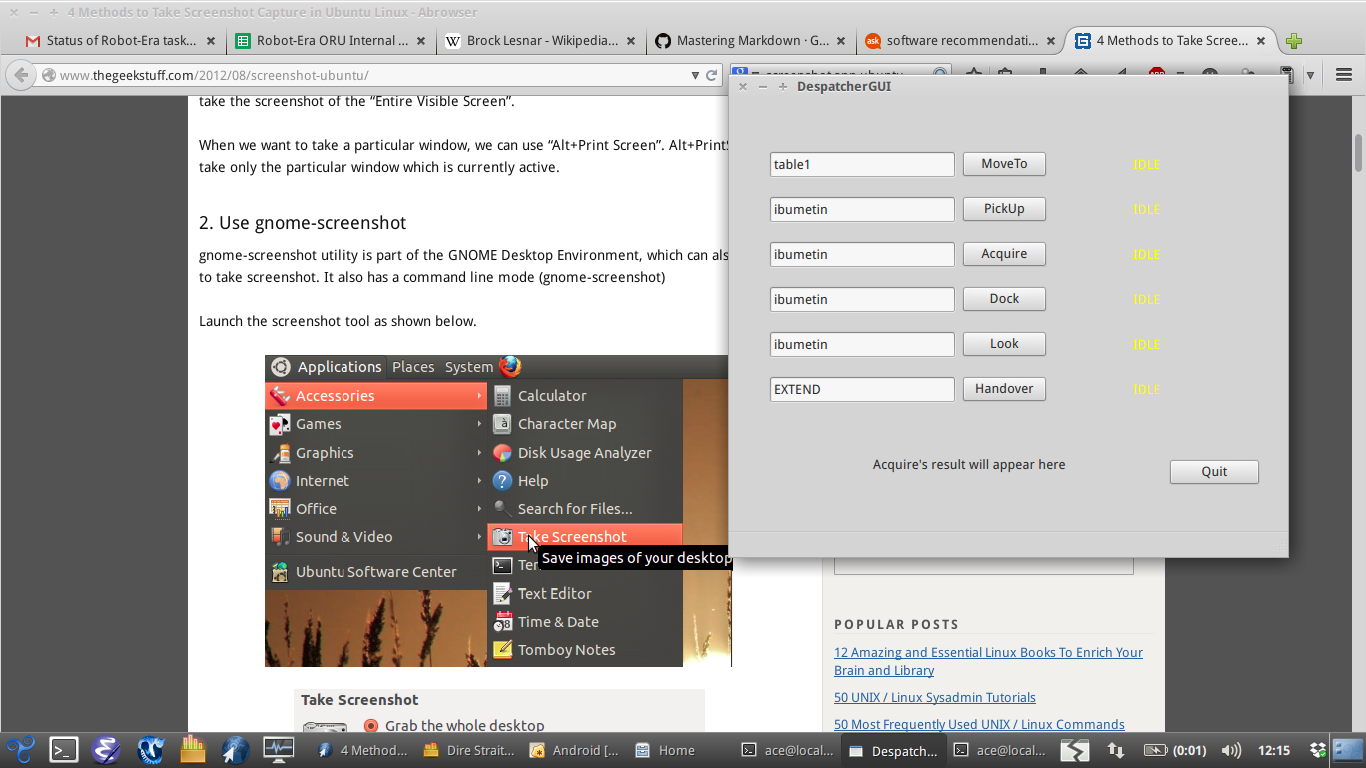 4 Methods to Take Screenshot Capture in Ubuntu Linux - Abrowser
Status of Robot-Era task...
Robot-Era ORU Internal ...
Brock Lesnar - Wikipedia...
Mastering Markdown · G...
software recommendati...
4 Methods to Take Scree...
www.thegeekstuff.com/2012/08/screenshot-ubuntu/
take the screenshot of the “Entire Visible Screen”.
When we want to take a particular window, we can use “Alt+Print Screen”. Alt+Print
take only the particular window which is currently active.
2. Use gnome-screenshot
gnome-screenshot utility is part of the GNOME Desktop Environment, which can als
to take screenshot. It also has a command line mode (gnome-screenshot)
Launch the screenshot tool as shown below.
Applications Places System
Accessories
Games
Graphics
Internet
Office
Sound & Video
Ubuntu Software Center
Calculator
Character Map
Disk Usage Analyzer
Help
Search for Files...
Take Screenshot
Save images of your desktop
Ter
Text Editor
Time & Date
Tomboy Notes
Take Screenshot
Grab the whole desktop
DespatcherGUI
table1 MoveTo IDLE
ibumetin PickUp IDLE
ibumetin Acquire IDLE
ibumetin Dock IDLE
ibumetin Look IDLE
EXTEND Handover IDLE
Acquire's result will appear here
Quit
POPULAR POSTS
12 Amazing and Essential Linux Books To Enrich Your
Brain and Library
50 UNIX / Linux Sysadmin Tutorials
50 Most Frequently Used UNIX / Linux Commands
4 Method... Dire Strait... Android [... Home ace@local... Despatch... ace@local... (0:01) 12:15